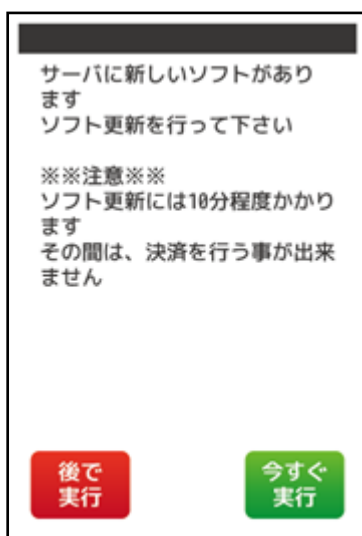 サーバに新しいソフトがあり
ます
ソフト更新を行って下さい
※※注意※※
ソフト更新には10分程度かかり
ます
その間は、決済を行う事が出来
ません
後で
実行
今すぐ
実行